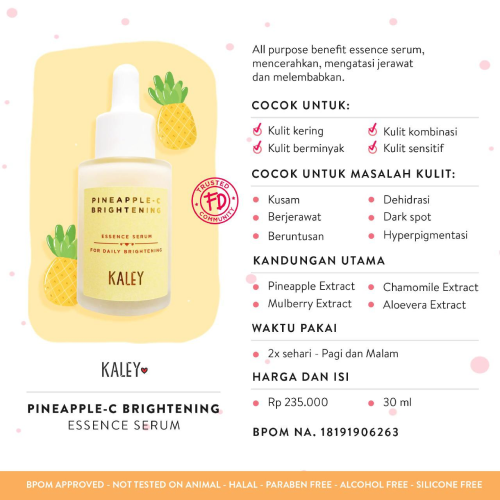 PINEAPPLE-C
BRIGHTENING
ESSENCE SERUM
FOR DAILY BRIGHTENING
KALEY
TRUSTED
FD
COMMUNITY
KALEY
PINEAPPLE-C BRIGHTENING
ESSENCE SERUM
All purpose benefit essence serum,
mencerahkan, mengatasi jerawat
dan melembabkan.
COCOK UNTUK:
Kulit kering
Kulit kombinasi
Kulit berminyak
Kulit sensitif
COCOK UNTUK MASALAH KULIT:
Kusam
Dehidrasi
Berjerawat
Dark spot
Beruntusan
Hyperpigmentasi
KANDUNGAN UTAMA
Pineapple Extract
Chamomile Extract
Mulberry Extract
Aloevera Extract
WAKTU PAKAI
2x sehari - Pagi dan Malam
HARGA DAN ISI
Rp 235.000
30 ml
BPOM NA. 18191906263
BPOM APPROVED - NOT TESTED ON ANIMAL - HALAL - PARABEN FREE - ALCOHOL FREE - SILICONE FREE